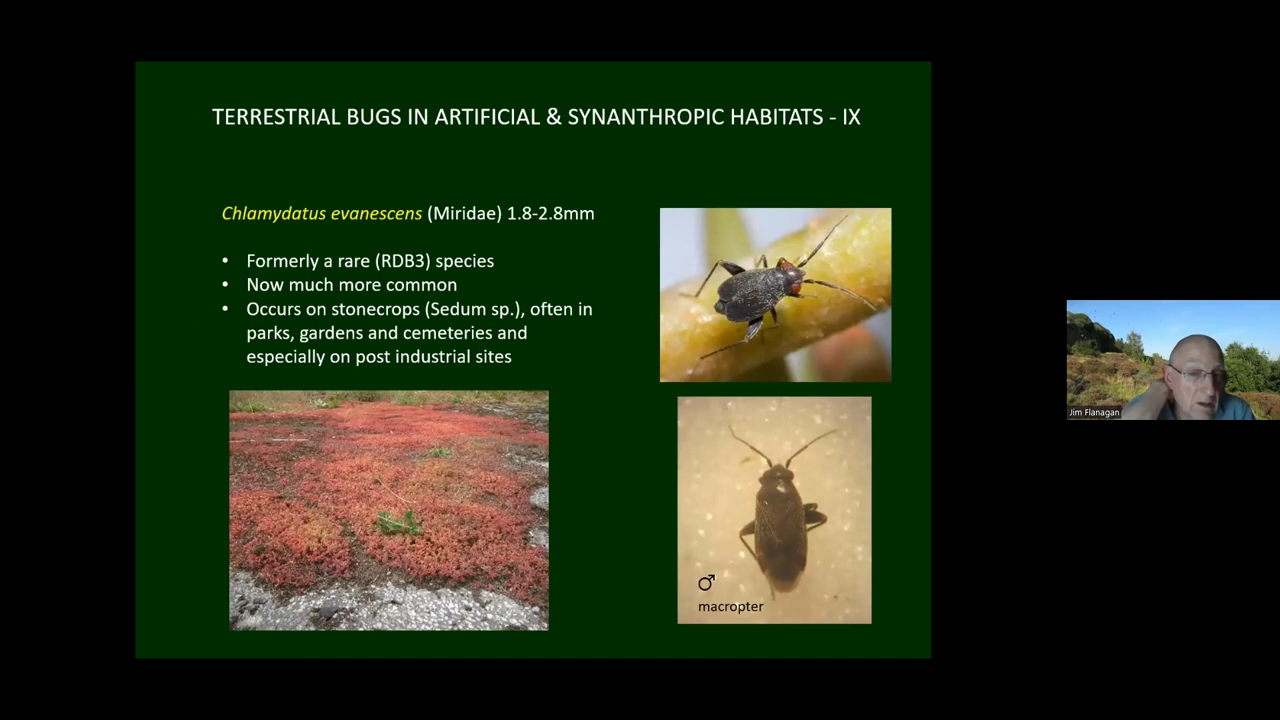 TERRESTRIAL BUGS IN ARTIFICIAL & SYNANTHROPIC HABITATS - IX
Chlamydatus evanescens (Miridae) 1.8-2.8mm
• Formerly a rare (RDB3) species
• Now much more common
• Occurs on stonecrops (Sedum sp.), often in
parks, gardens and cemeteries and
especially on post industrial sites
♂
macropter
Jim Flanagan